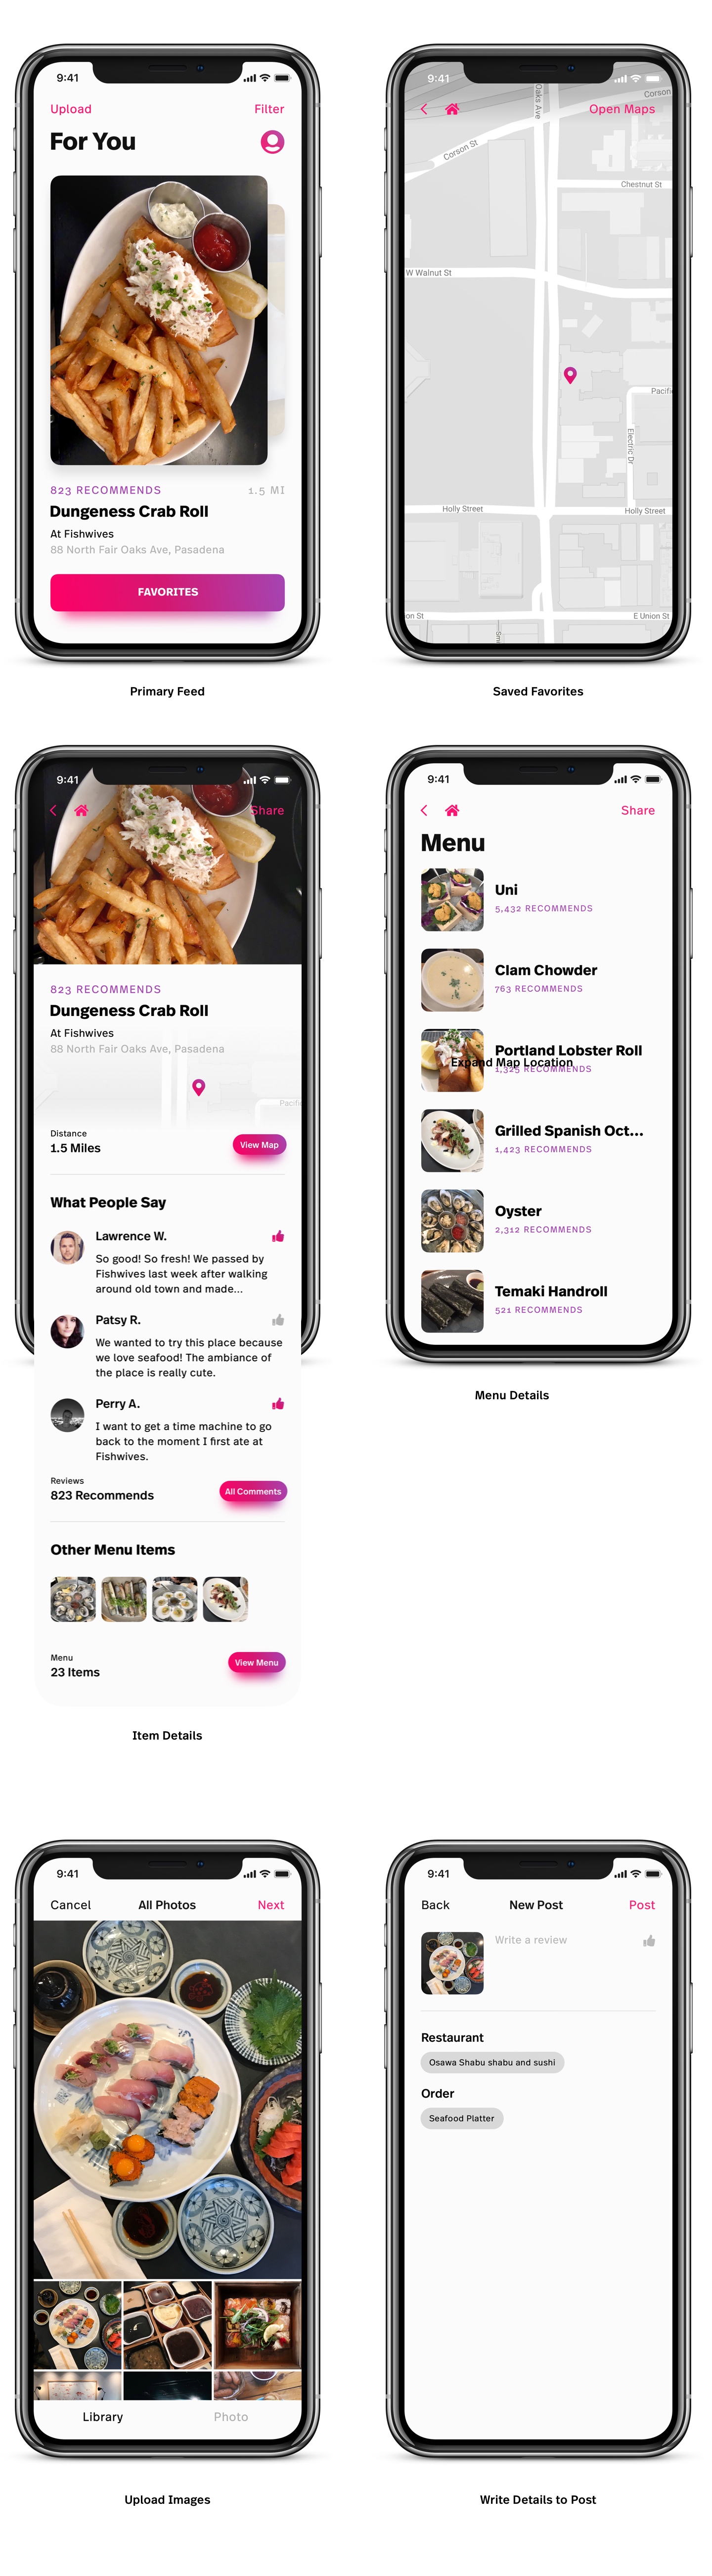 9:41
Upload
Filter
For You
823 RECOMMENDS
1.5 MI
Dungeness Crab Roll
At Fishwives
88 North Fair Oaks Ave, Pasadena
FAVORITES
Primary Feed
9:41
Open Maps
Oaks Ave
Corson
Corson St
Chestnut St
W Walnut St
Pacific
Electric Dr
Holly Street
Holly Street
on St
E Union St
Saved Favorites
9:41
Share
823 RECOMMENDS
Dungeness Crab Roll
At Fishwives
88 North Fair Oaks Ave, Pasadena
Pacific
Distance
1.5 Miles
View Map
What People Say
Lawrence W.
So good! So fresh! We passed by
Fishwives last week after walking
around old town and made...
Patsy R.
We wanted to try this place because
we love seafood! The ambiance of
the place is really cute.
Perry A.
I want to get a time machine to go
back to the moment I first ate at
Fishwives.
Reviews
823 Recommends
All Comments
Other Menu Items
Menu
23 Items
View Menu
Item Details
9:41
Share
Menu
Uni
5,432 RECOMMENDS
Clam Chowder
763 RECOMMENDS
Portland Lobster Roll
Expand Map Location
1,325 RECOMMENDS
Grilled Spanish Oct...
1,423 RECOMMENDS
Oyster
2,312 RECOMMENDS
Temaki Handroll
521 RECOMMENDS
Menu Details
9:41
Cancel
All Photos
Next
Library
Photo
Upload Images
9:41
Back
New Post
Post
Write a review
Restaurant
Osawa Shabu shabu and sushi
Order
Seafood Platter
Write Details to Post